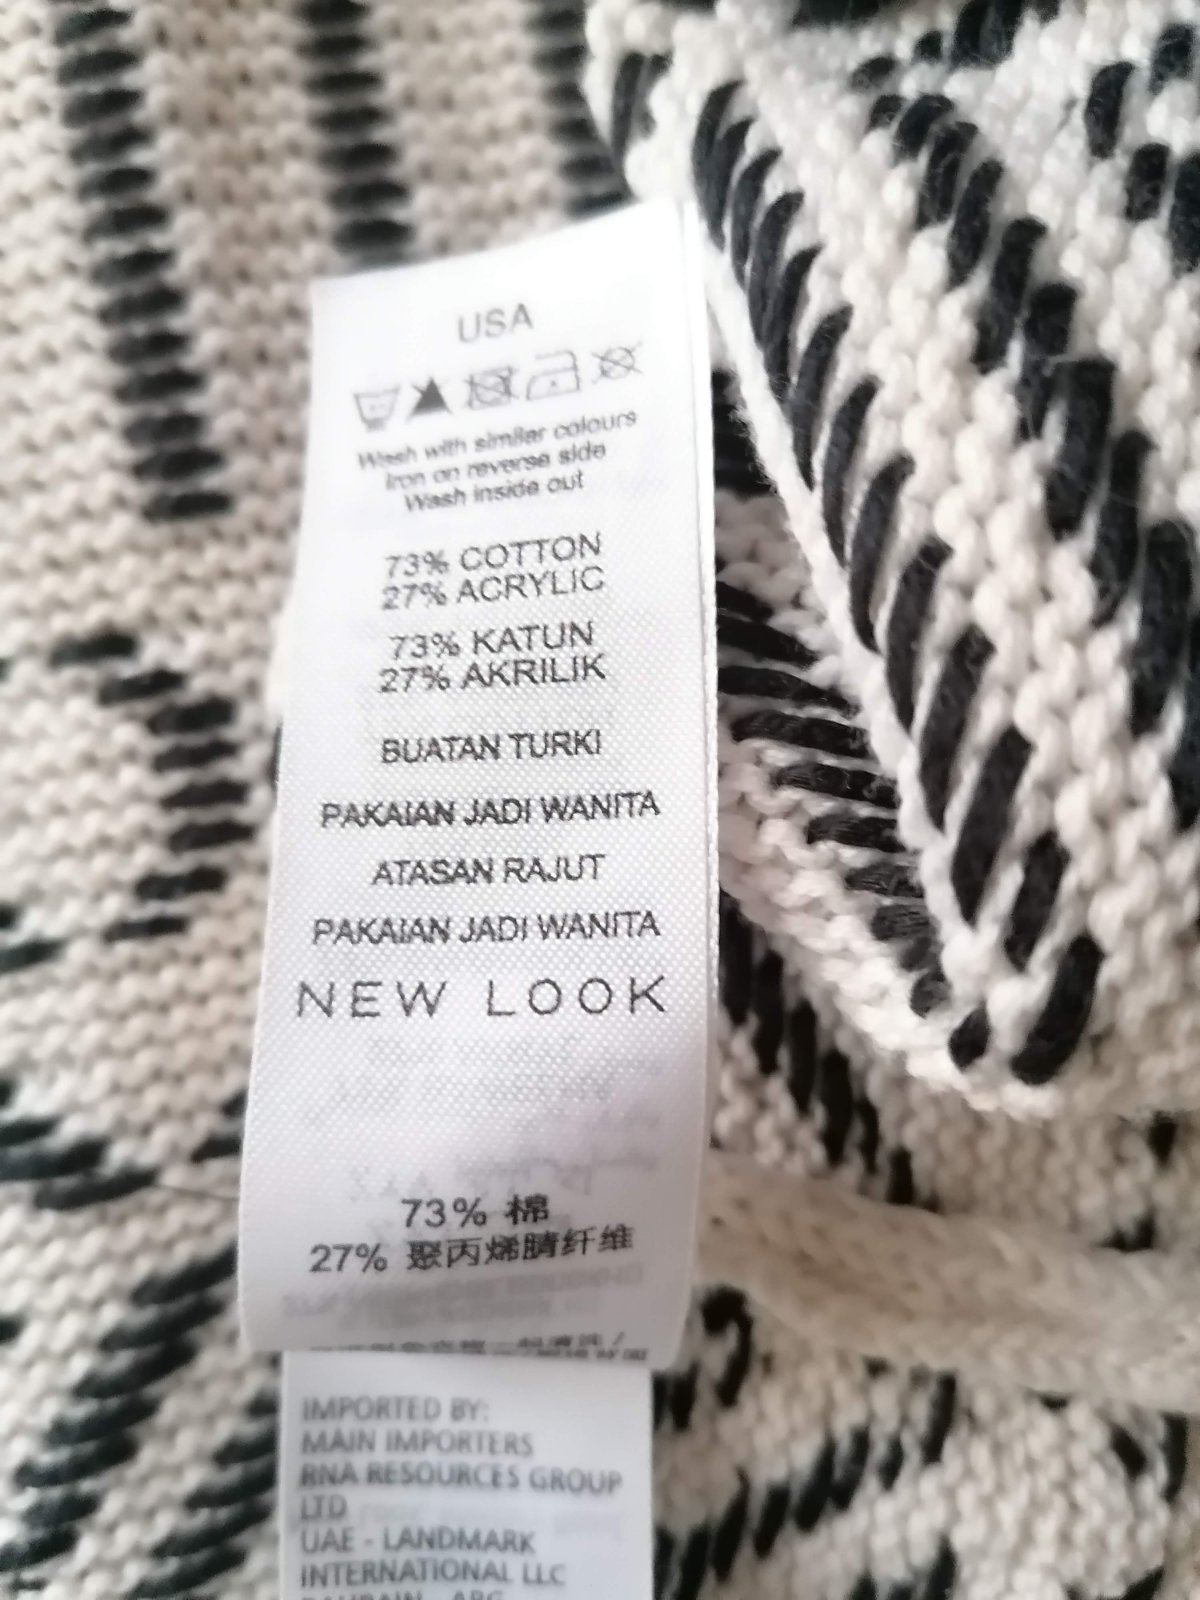 USA
Wash with similar colours
Iron on reverse side
Wash inside out
73% COTTON
27% ACRYLIC
73% KATUN
27% AKRILIK
BUATAN TURKI
PAKAIAN JADI WANITA
ATASAN RAJUT
PAKAIAN JADI WANITA
NEW LOOK
73% 棉
27% 聚丙烯腈纤维
IMPORTED BY:
MAIN IMPORTERS
RNA RESOURCES GROUP
LTD
UAE - LANDMARK
INTERNATIONAL LLC